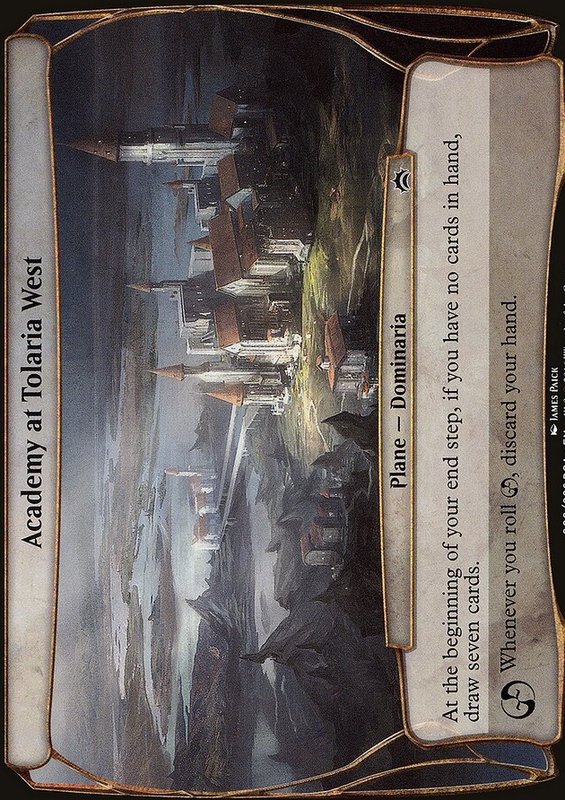 Academy at Tolaria West
Plane — Dominaria
At the beginning of your end step, if you have no cards in hand,
draw seven cards.
Whenever you roll , discard your hand.
James Paick